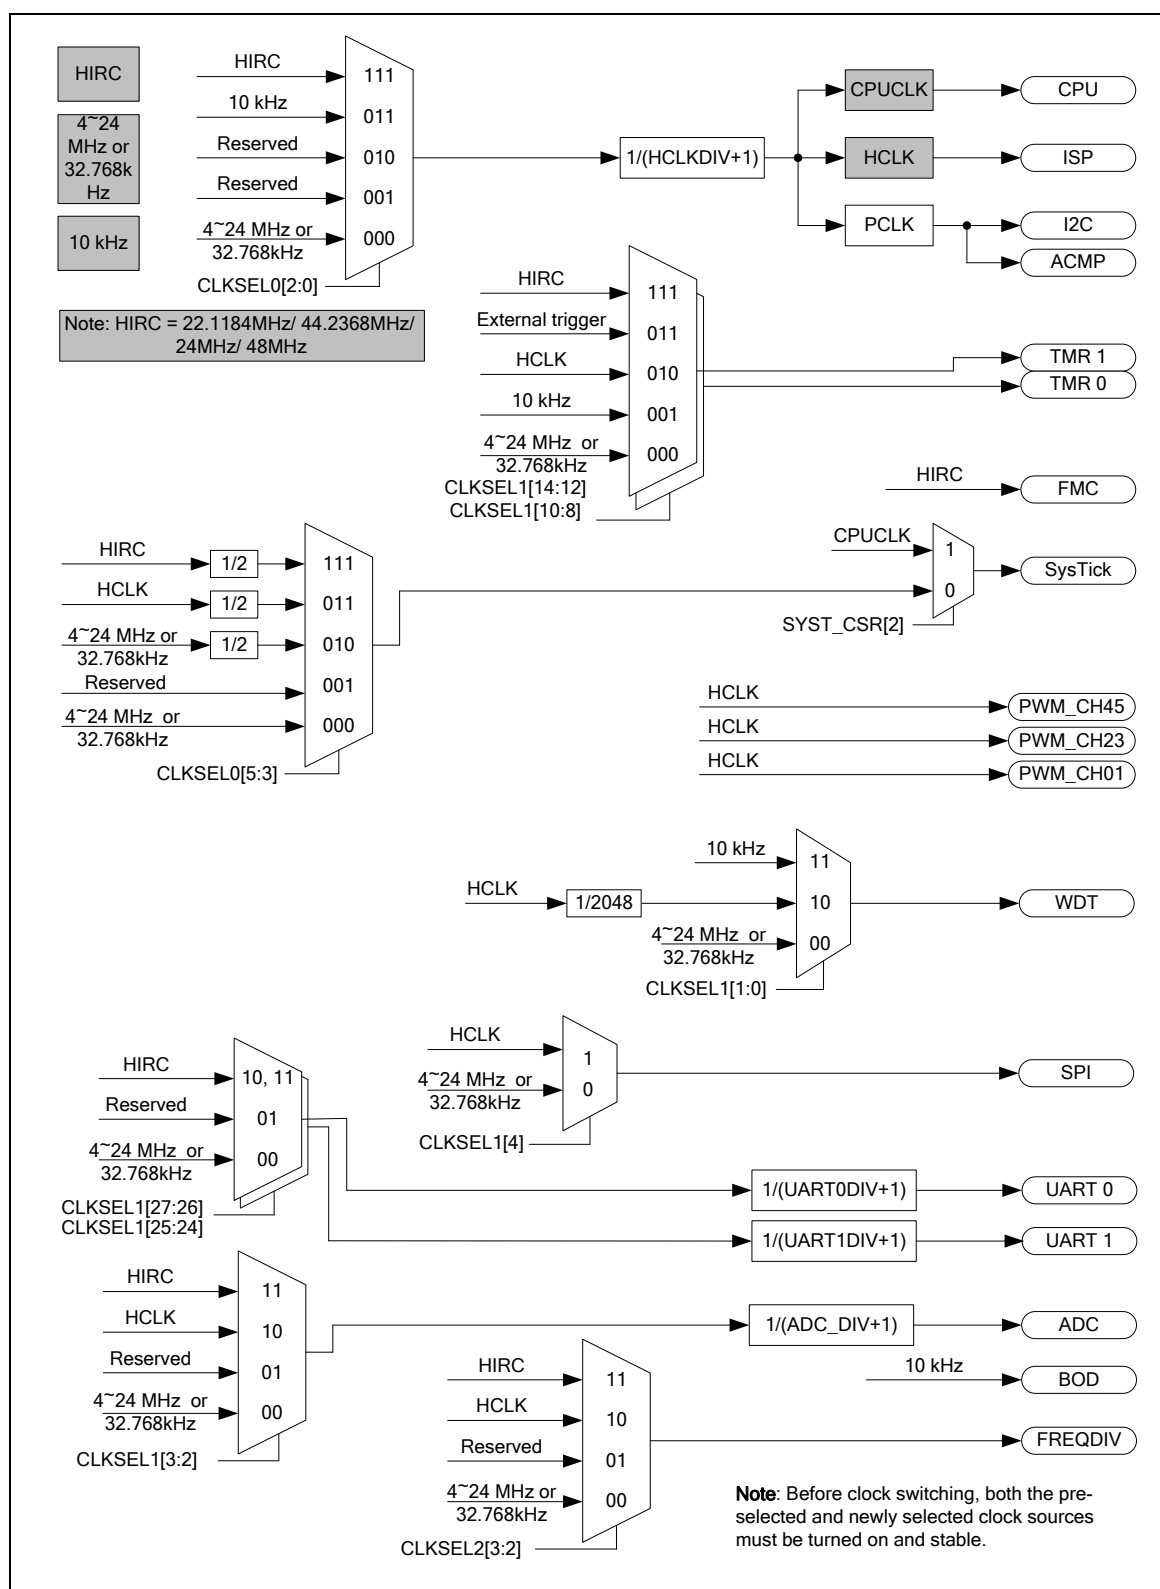 HIRC
4~24
MHz or
32.768k
Hz
10 kHz
HIRC
111
10 kHz
011
Reserved
010
Reserved
001
4~24 MHz or
32.768kHz
000
CLKSEL0[2:0]
1/(HCLKDIV+1)
CPUCLK
CPU
HCLK
ISP
PCLK
I2C
ACMP
Note: HIRC = 22.1184MHz/ 44.2368MHz/
24MHz/ 48MHz
HIRC
111
External trigger
011
HCLK
010
10 kHz
001
4~24 MHz or
32.768kHz
000
CLKSEL1[14:12]
CLKSEL1[10:8]
TMR 1
TMR 0
HIRC
FMC
HIRC
1/2
111
HCLK
1/2
011
4~24 MHz or
32.768kHz
1/2
010
Reserved
001
4~24 MHz or
32.768kHz
000
CLKSEL0[5:3]
CPUCLK
1
0
SYST_CSR[2]
SysTick
HCLK
PWM_CH45
HCLK
PWM_CH23
HCLK
PWM_CH01
10 kHz
11
HCLK
1/2048
10
4~24 MHz or
32.768kHz
00
CLKSEL1[1:0]
WDT
HCLK
1
4~24 MHz or
32.768kHz
0
CLKSEL1[4]
SPI
HIRC
10, 11
Reserved
01
4~24 MHz or
32.768kHz
00
CLKSEL1[27:26]
CLKSEL1[25:24]
1/(UART0DIV+1)
UART 0
1/(UART1DIV+1)
UART 1
HIRC
11
HCLK
10
Reserved
01
4~24 MHz or
32.768kHz
00
CLKSEL1[3:2]
1/(ADC_DIV+1)
ADC
10 kHz
BOD
HIRC
11
HCLK
10
Reserved
01
4~24 MHz or
32.768kHz
00
CLKSEL2[3:2]
FREQDIV
Note: Before clock switching, both the pre-
selected and newly selected clock sources
must be turned on and stable.